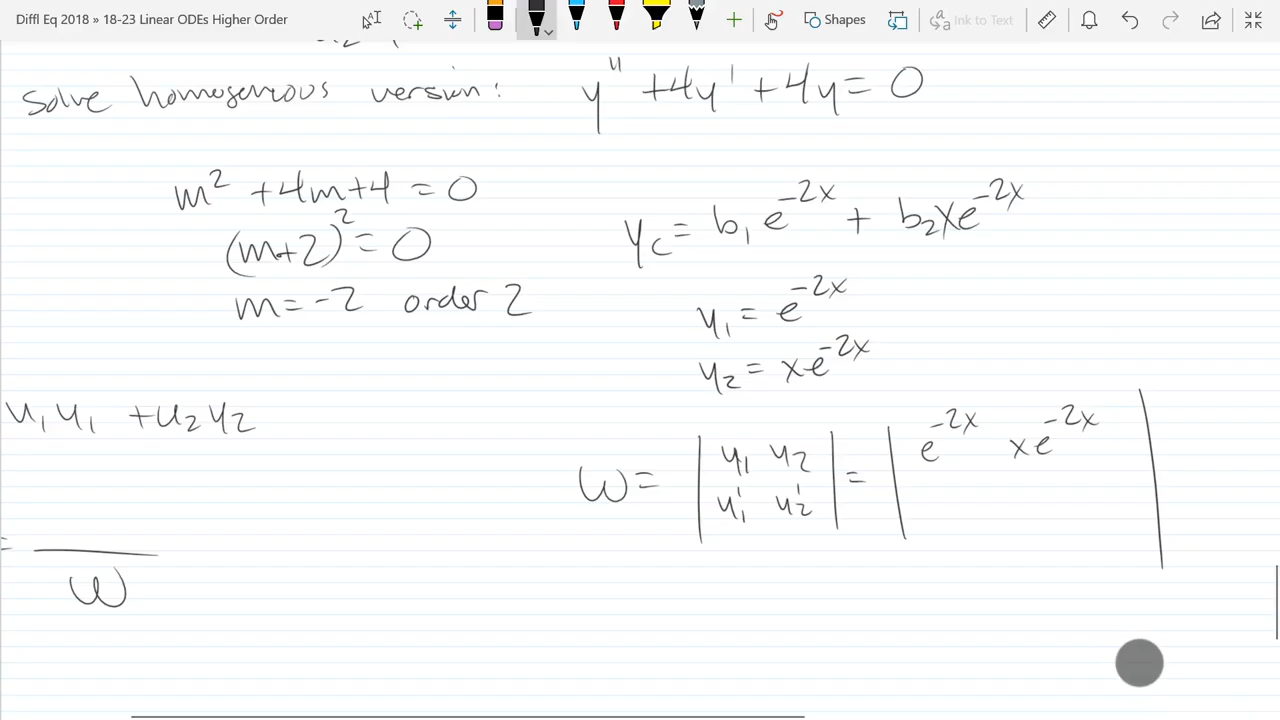 Diffl Eq 2018 » 18-23 Linear ODEs Higher Order
Shapes
Ink to Text
Solve homogeneous version: y'' + 4y' + 4y = 0
m² + 4m + 4 = 0
(m+2)² = 0
m = -2 order 2
y_c = b₁e^{-2x} + b₂xe^{-2x}
y₁ = e^{-2x}
y₂ = xe^{-2x}
u₁y₁ + u₂y₂
W = | y₁ y₂ | = | e^{-2x} xe^{-2x} |
y₁' y₂'
=
W